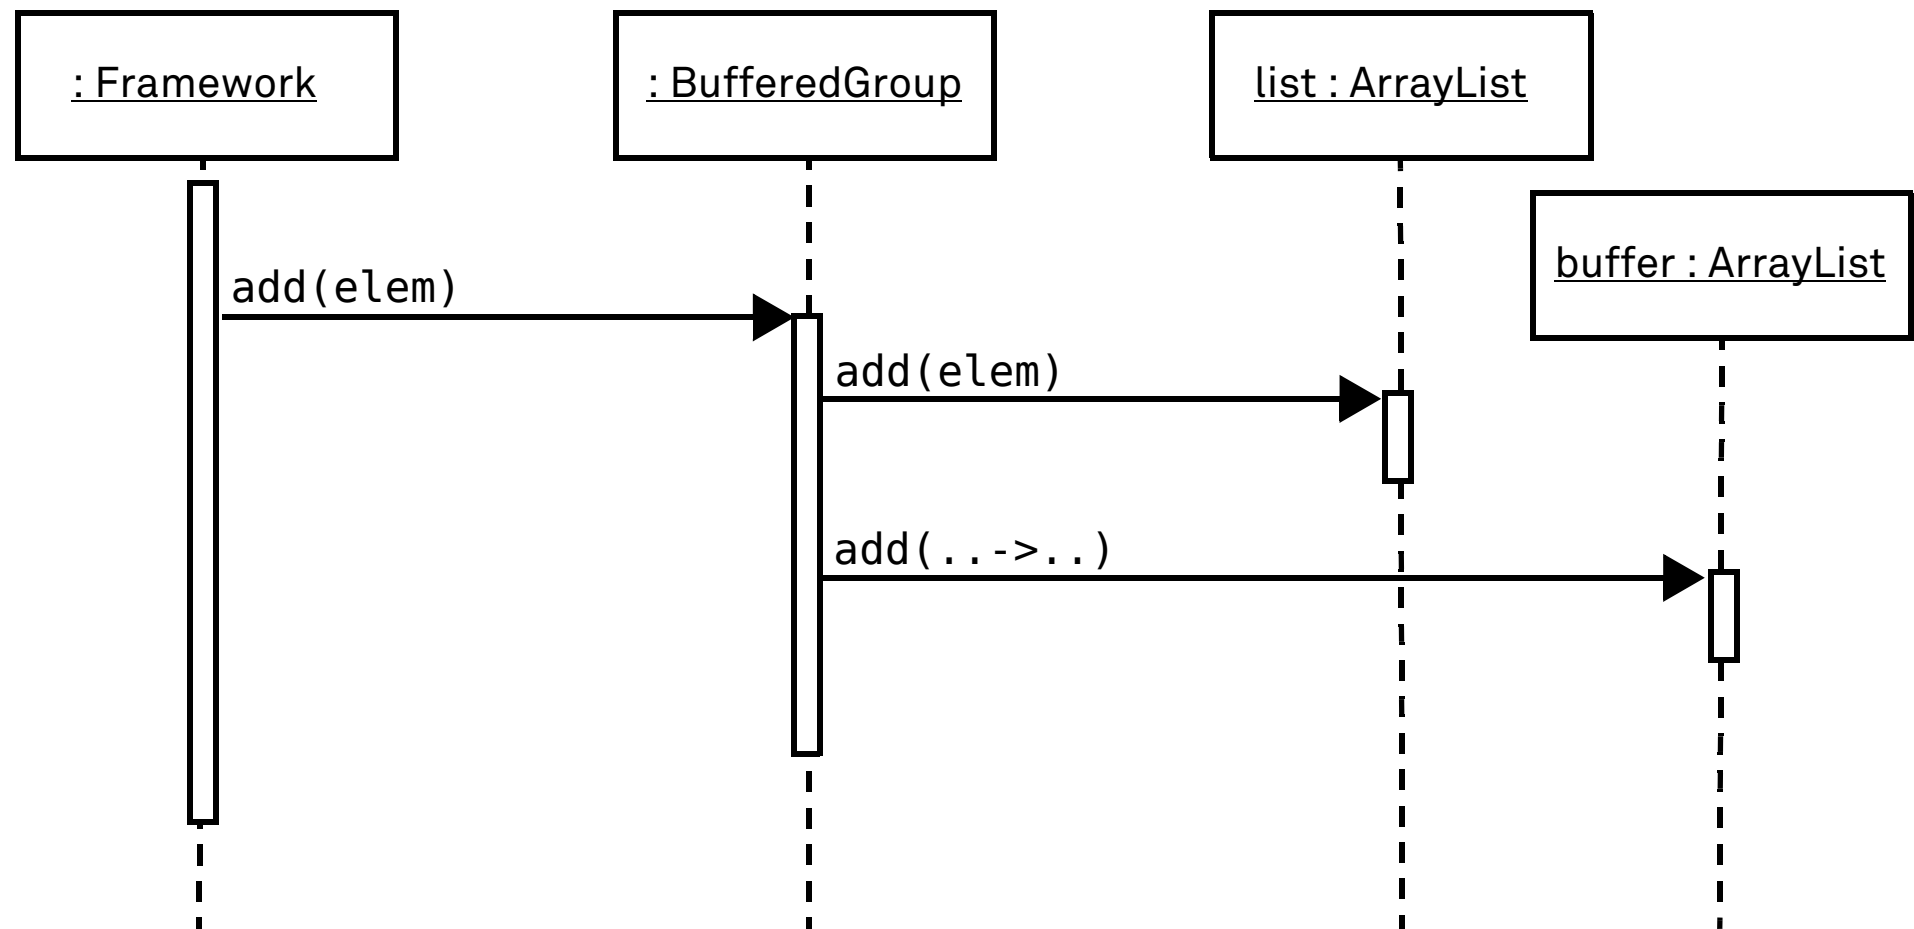 : Framework
: BufferedGroup
list : ArrayList
buffer : ArrayList
add(elem)
add(elem)
add(..->..)